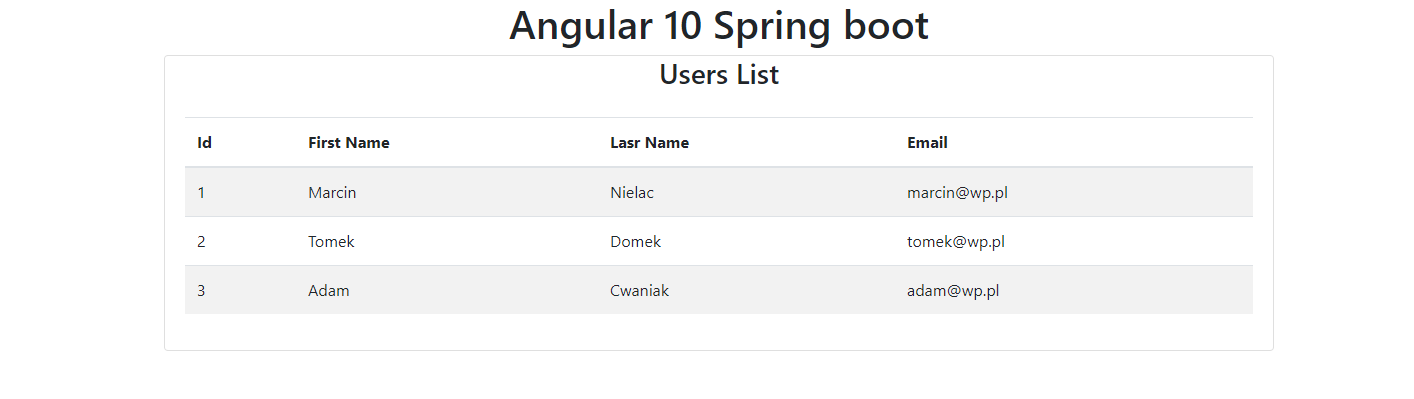 Angular 10 Spring boot
Users List
Id First Name Lasr Name Email
1 Marcin Nielac marcin@wp.pl
2 Tomek Domek tomek@wp.pl
3 Adam Cwaniak adam@wp.pl